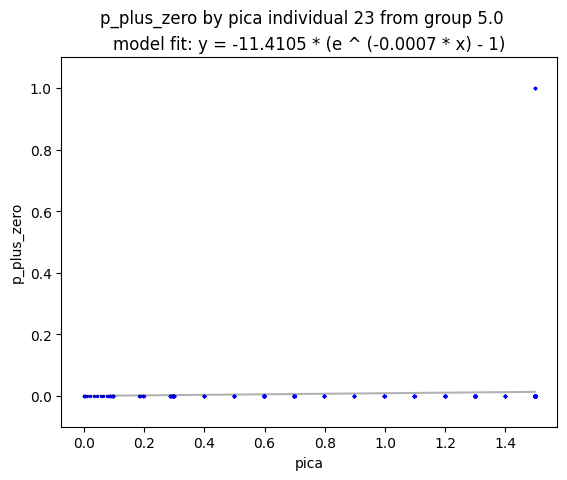 p_plus_zero by pica individual 23 from group 5.0
model fit: y = -11.4105 * (e ^ (-0.0007 * x) - 1)
1.0
0.8
0.6
0.4
0.2
0.0
p_plus_zero
0.0 0.2 0.4 0.6 0.8 1.0 1.2 1.4
pica